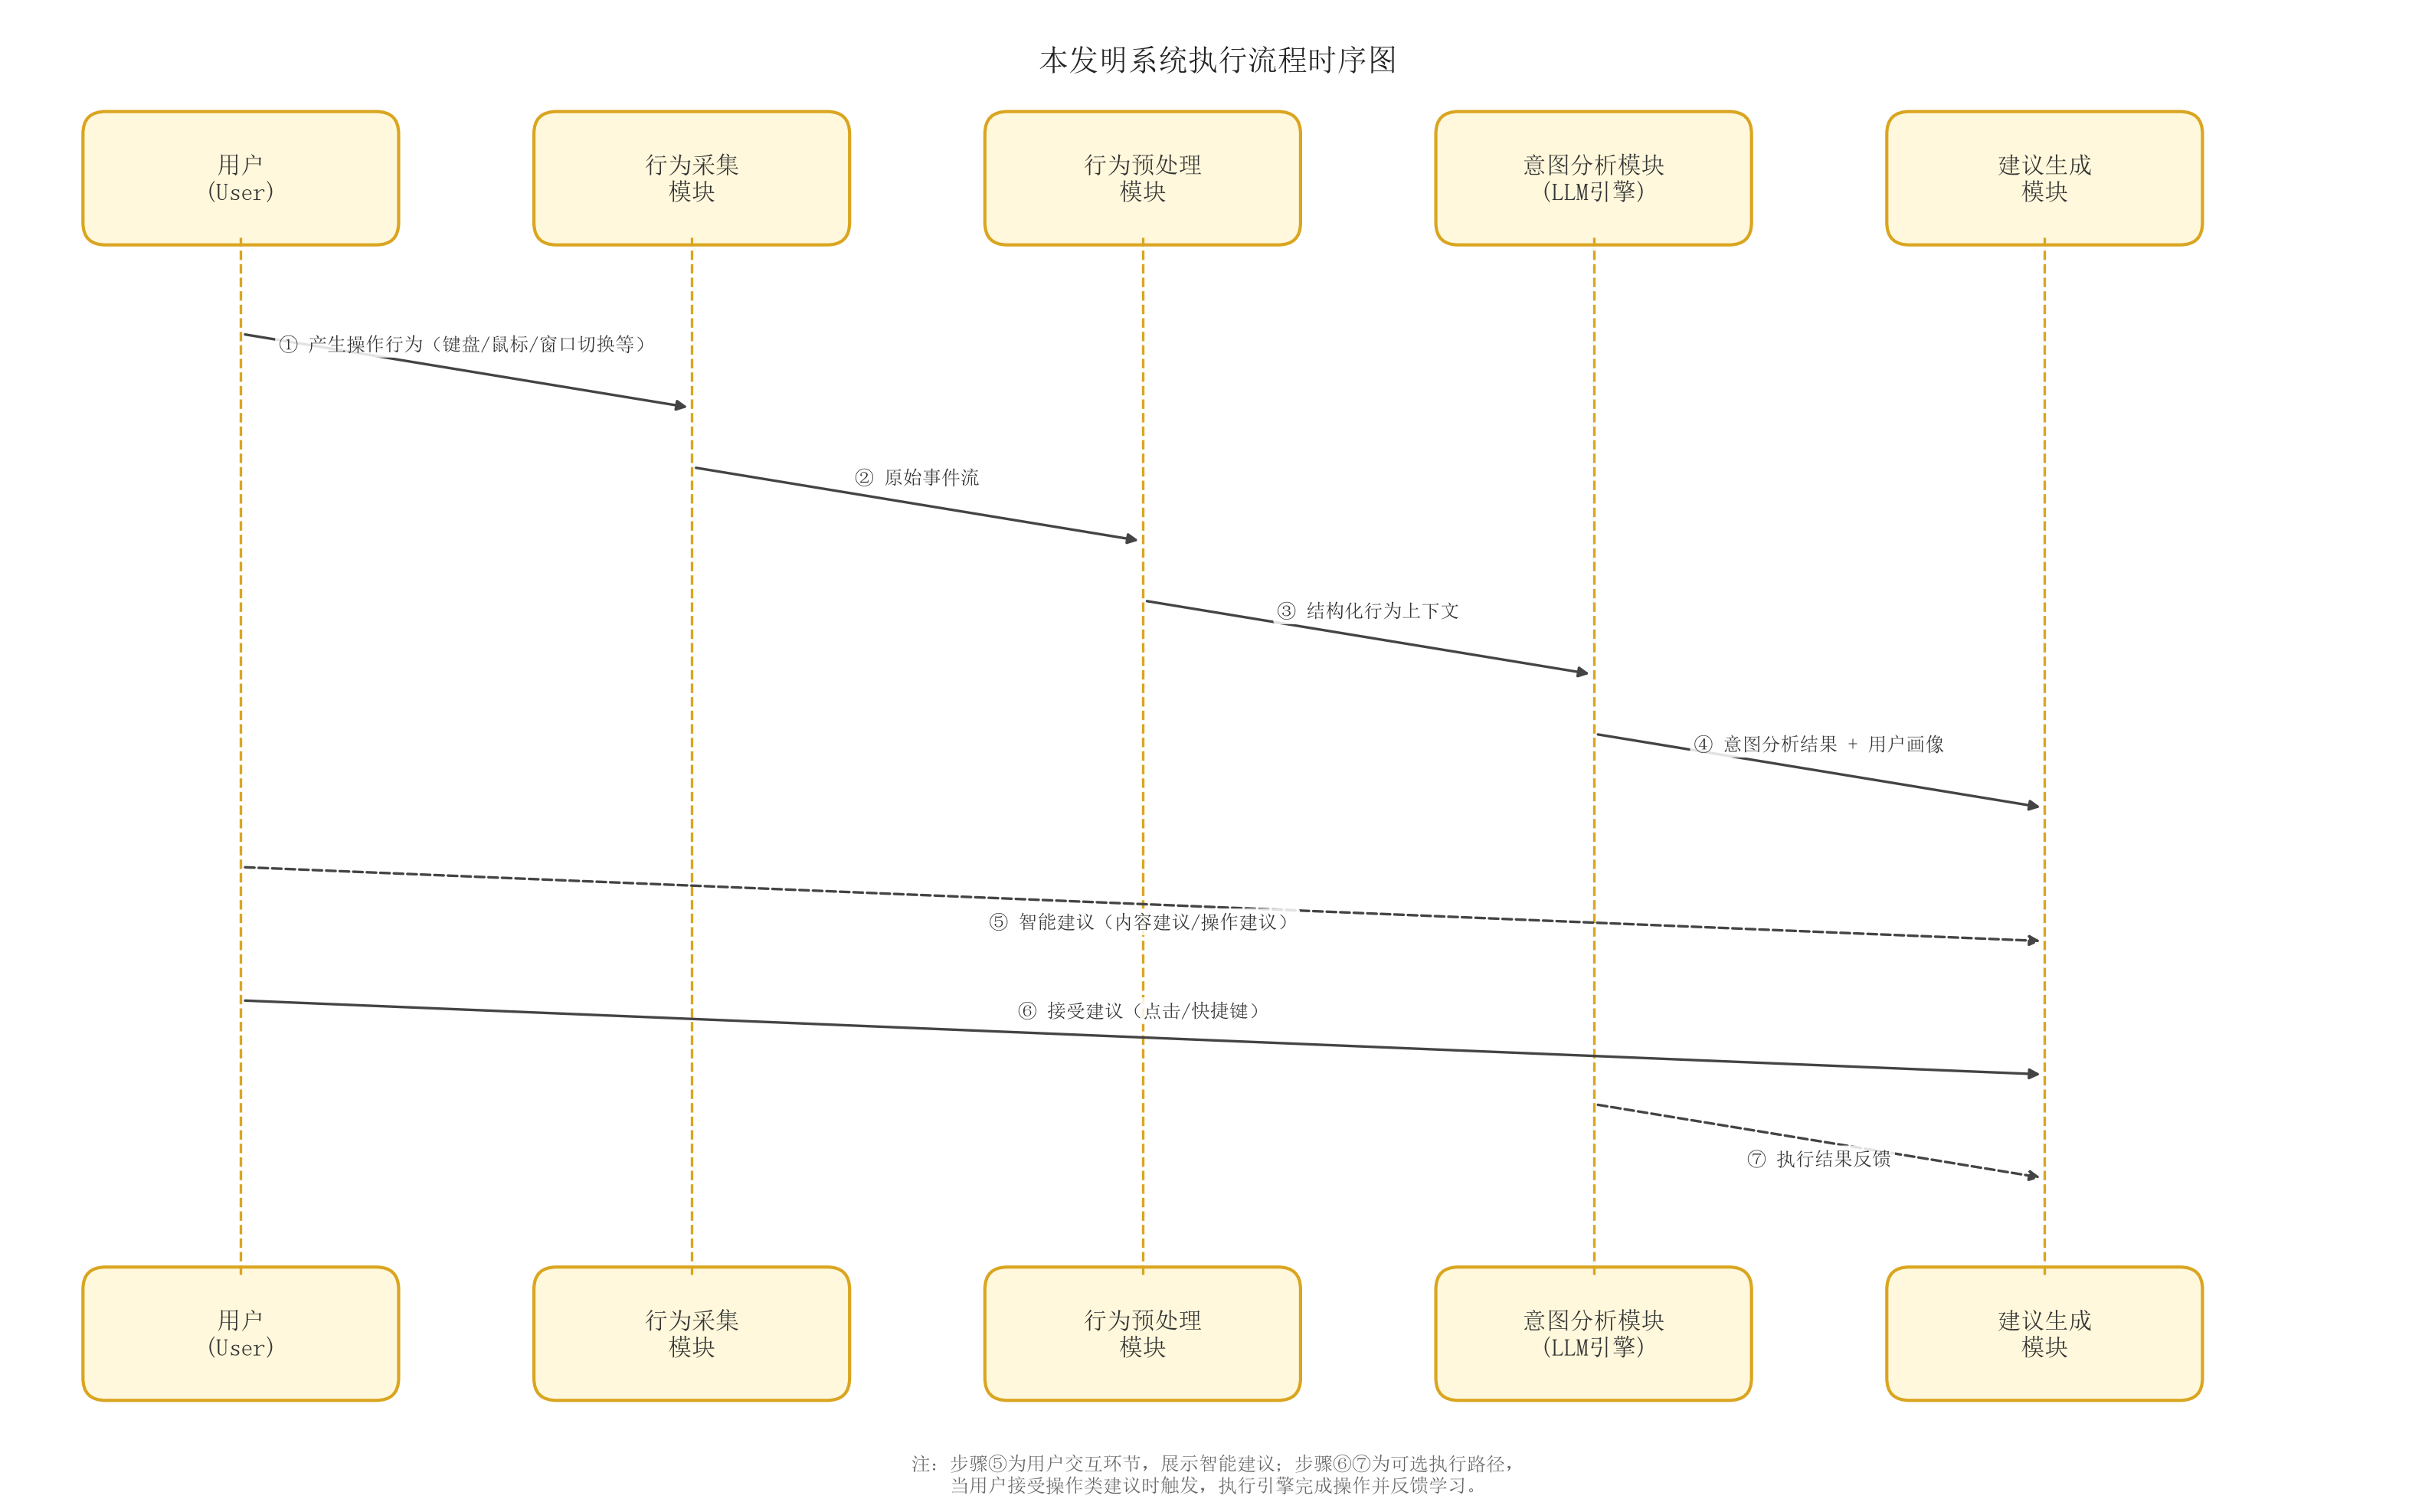 本发明系统执行流程时序图
用户
(User)
行为采集
模块
行为预处理
模块
意图分析模块
(LLM引擎)
建议生成
模块
① 产生操作行为（键盘/鼠标/窗口切换等）
② 原始事件流
③ 结构化行为上下文
④ 意图分析结果 + 用户画像
⑤ 智能建议（内容建议/操作建议）
⑥ 接受建议（点击/快捷键）
⑦ 执行结果反馈
用户
(User)
行为采集
模块
行为预处理
模块
意图分析模块
(LLM引擎)
建议生成
模块
注: 步骤⑤为用户交互环节，展示智能建议; 步骤⑥⑦为可选执行路径，
当用户接受操作类建议时触发，执行引擎完成操作并反馈学习。